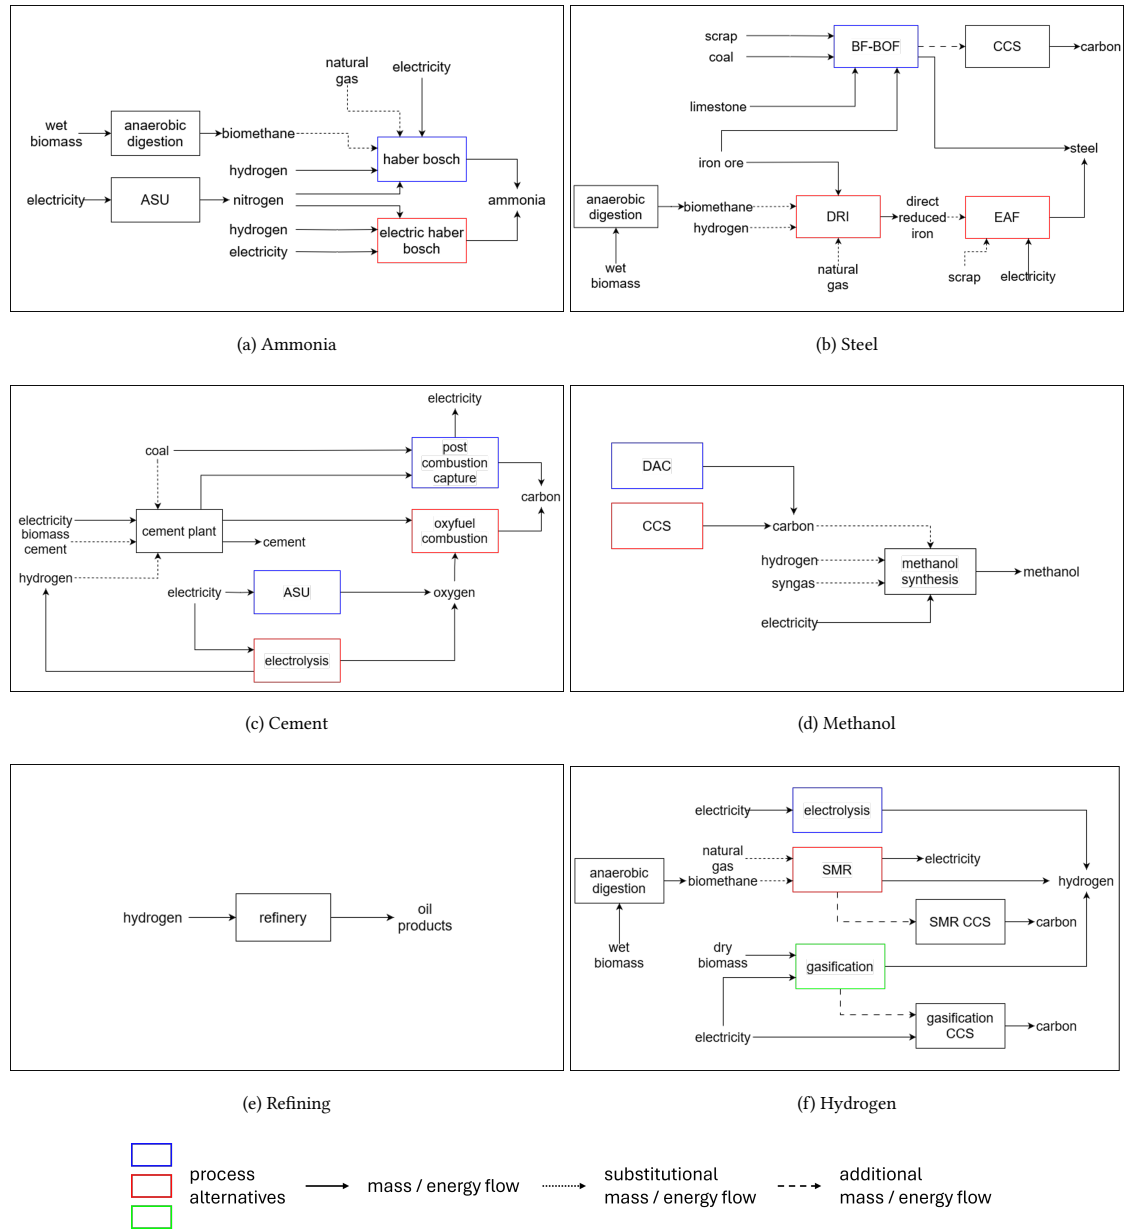 natural
gas
electricity
wet
biomass
anaerobic
digestion
biomethane
haber bosch
hydrogen
electricity
ASU
nitrogen
ammonia
hydrogen
electric haber
bosch
electricity
(a) Ammonia
scrap
coal
BF-BOF
CCS
carbon
limestone
iron ore
steel
anaerobic
digestion
biomethane
hydrogen
DRI
direct
reduced
iron
EAF
wet
biomass
natural
gas
scrap
electricity
(b) Steel
electricity
coal
post
combustion
capture
carbon
electricity
biomass
cement
cement plant
cement
oxyfuel
combustion
hydrogen
electricity
ASU
oxygen
electrolysis
(c) Cement
DAC
CCS
carbon
hydrogen
syngas
methanol
synthesis
methanol
electricity
(d) Methanol
hydrogen
refinery
oil
products
(e) Refining
electricity
electrolysis
natural
gas
biomethane
SMR
electricity
hydrogen
anaerobic
digestion
SMR CCS
carbon
wet
biomass
dry
biomass
gasification
electricity
gasification
CCS
carbon
(f) Hydrogen
process
alternatives
mass / energy flow
substitutional
mass / energy flow
additional
mass / energy flow